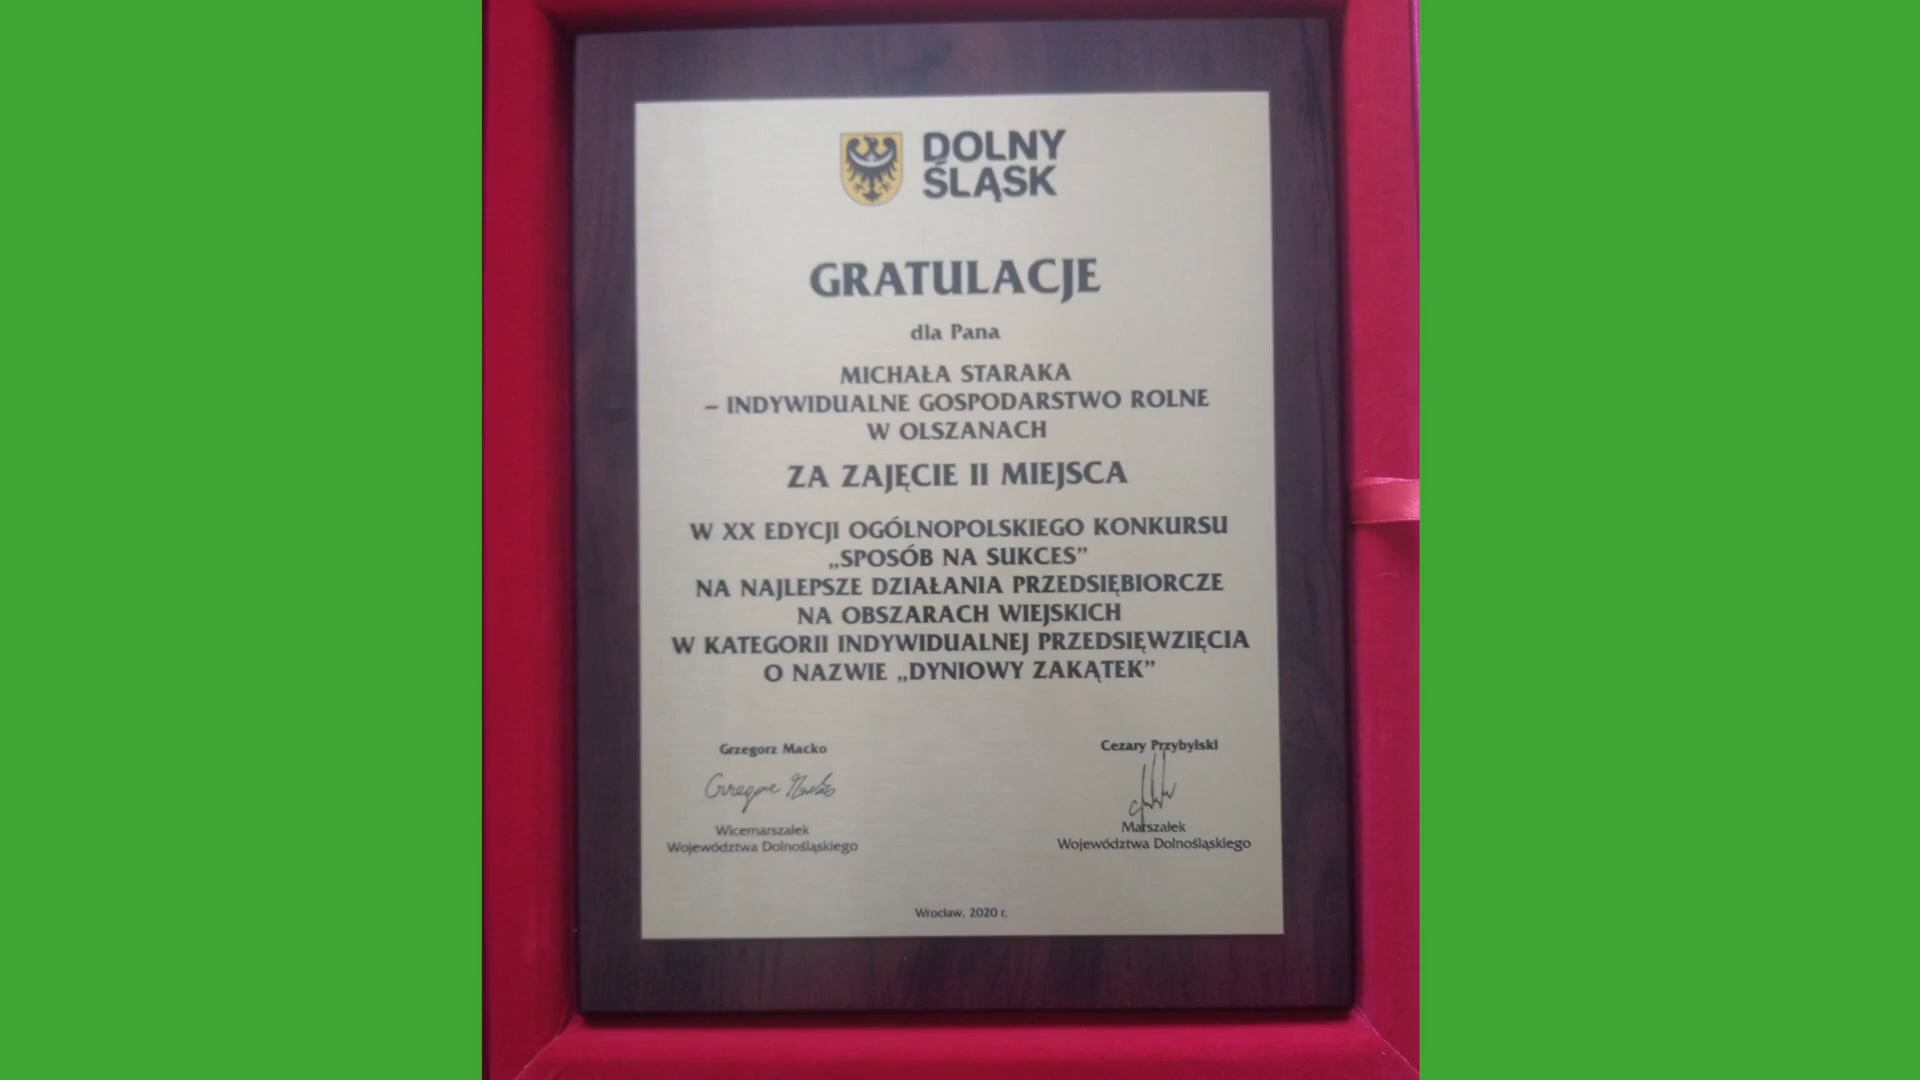 DOLNY
ŚLĄSK
GRATULACJE
dla Pana
MICHAŁA STARAKA
– INDYWIDUALNE GOSPODARSTWO ROLNE
W OLSZANACH
ZA ZAJĘCIE II MIEJSCA
W XX EDYCJI OGÓLNOPOLSKIEGO KONKURSU
„SPOSÓB NA SUKCES”
NA NAJLEPSZE DZIAŁANIA PRZEDSIĘBIORCZE
NA OBSZARACH WIEJSKICH
W KATEGORII INDYWIDUALNEJ PRZEDSIĘWZIĘCIA
O NAZWIE „DYNIOWY ZAKĄTEK”
Grzegorz Macko
Grzegorz Macko
Wicemarszałek
Województwa Dolnośląskiego
Cezary Przybylski
Marszałek
Województwa Dolnośląskiego
Wrocław, 2020 r.